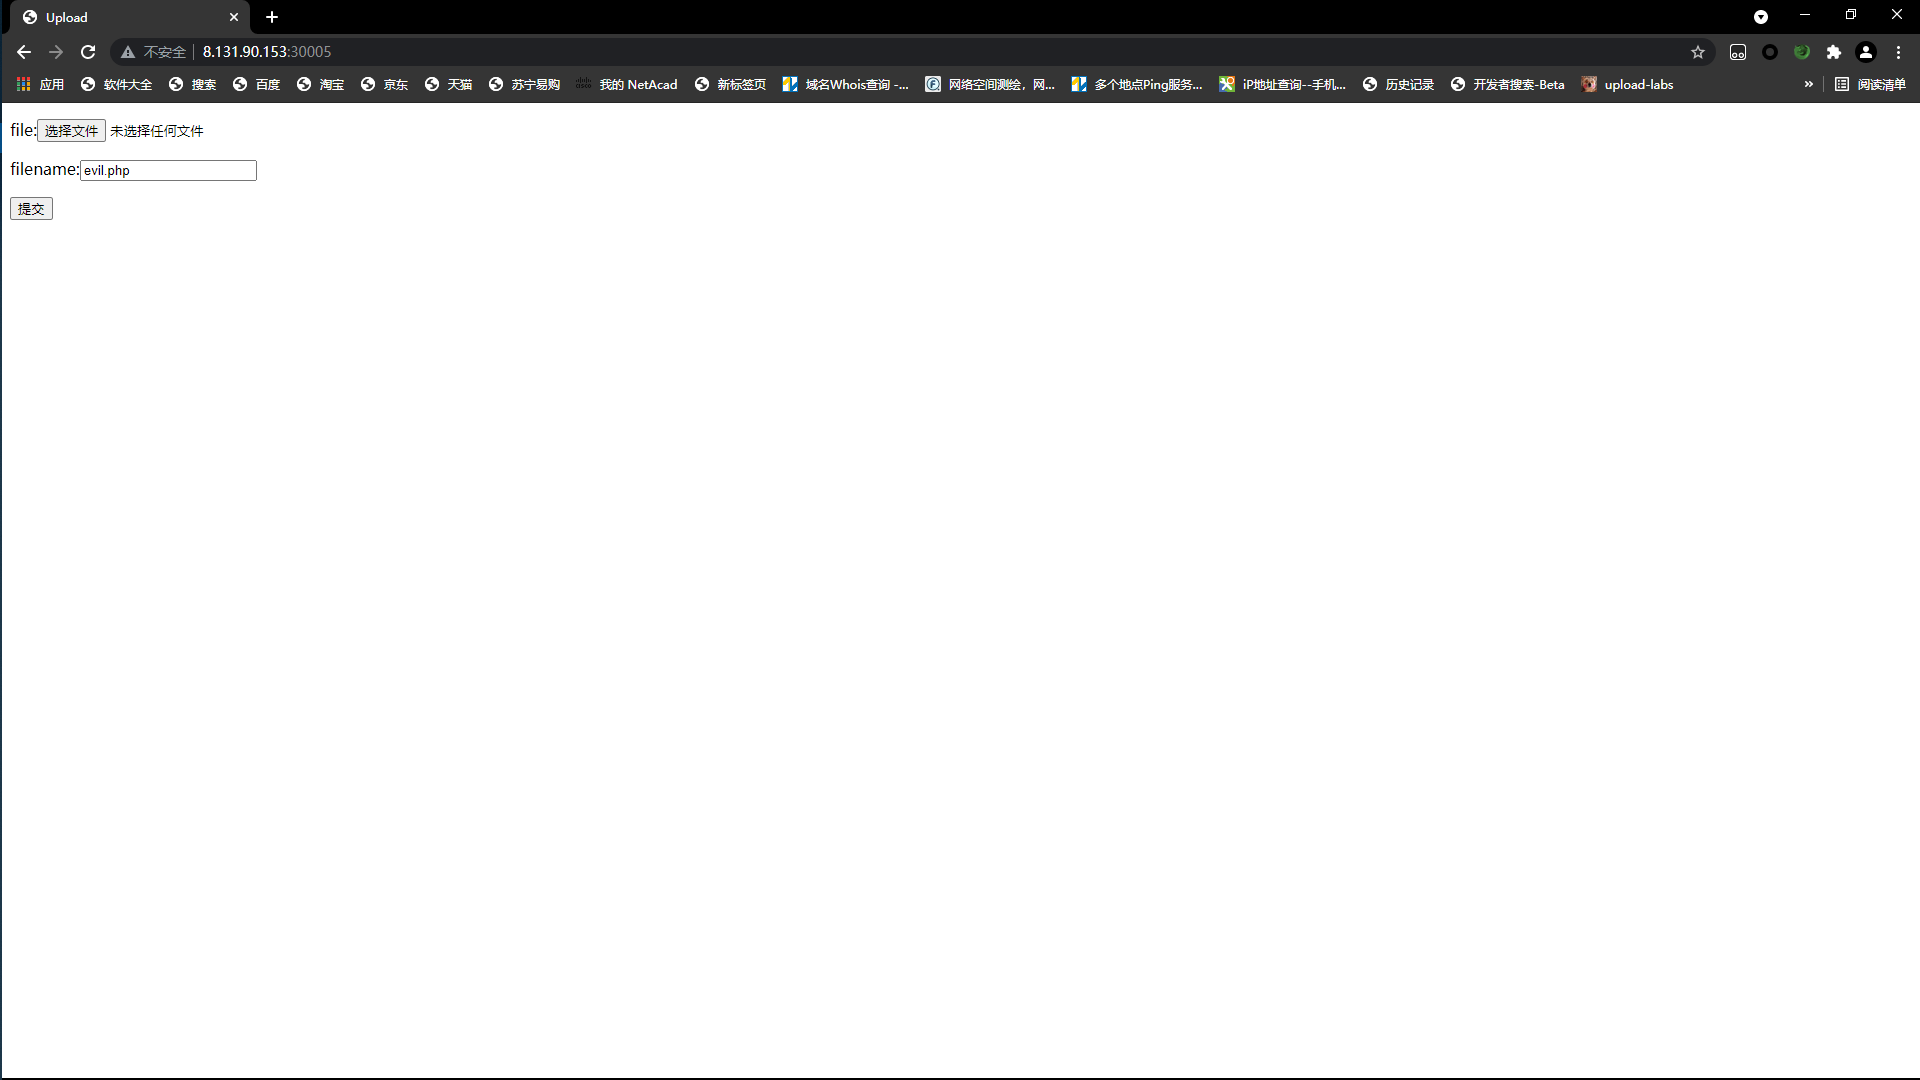 Upload
不安全 8.131.90.153:30005
应用 软件大全 搜索 百度 淘宝 京东 天猫 苏宁易购 我的 NetAcad 新标签页 域名Whois查询 -... 网络空间测绘，网... 多个地点Ping服务... iP地址查询--手机... 历史记录 开发者搜索-Beta upload-labs » 阅读清单
file:选择文件 未选择任何文件
filename:evil.php
提交